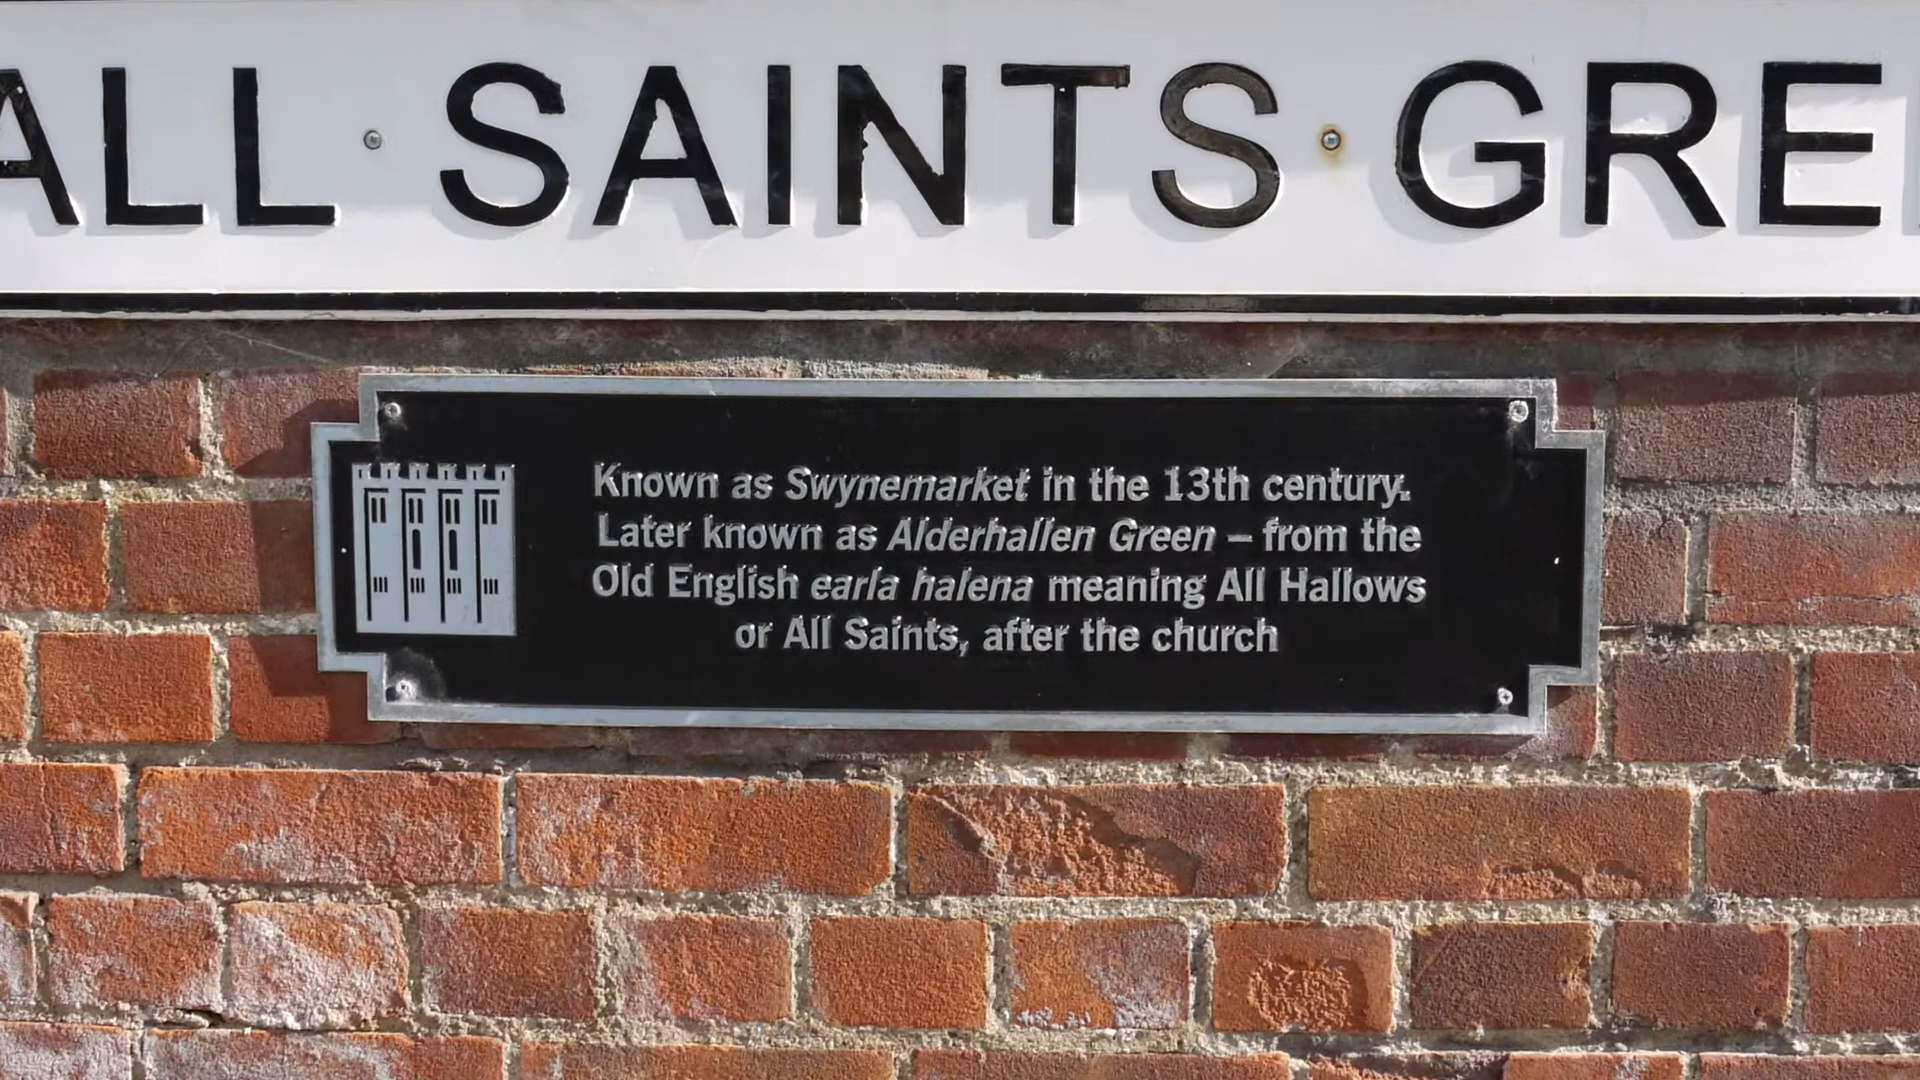 ALL SAINTS GRE
Known as Swynemarket in the 13th century.
Later known as Alderhallen Green – from the
Old English earla halena meaning All Hallows
or All Saints, after the church